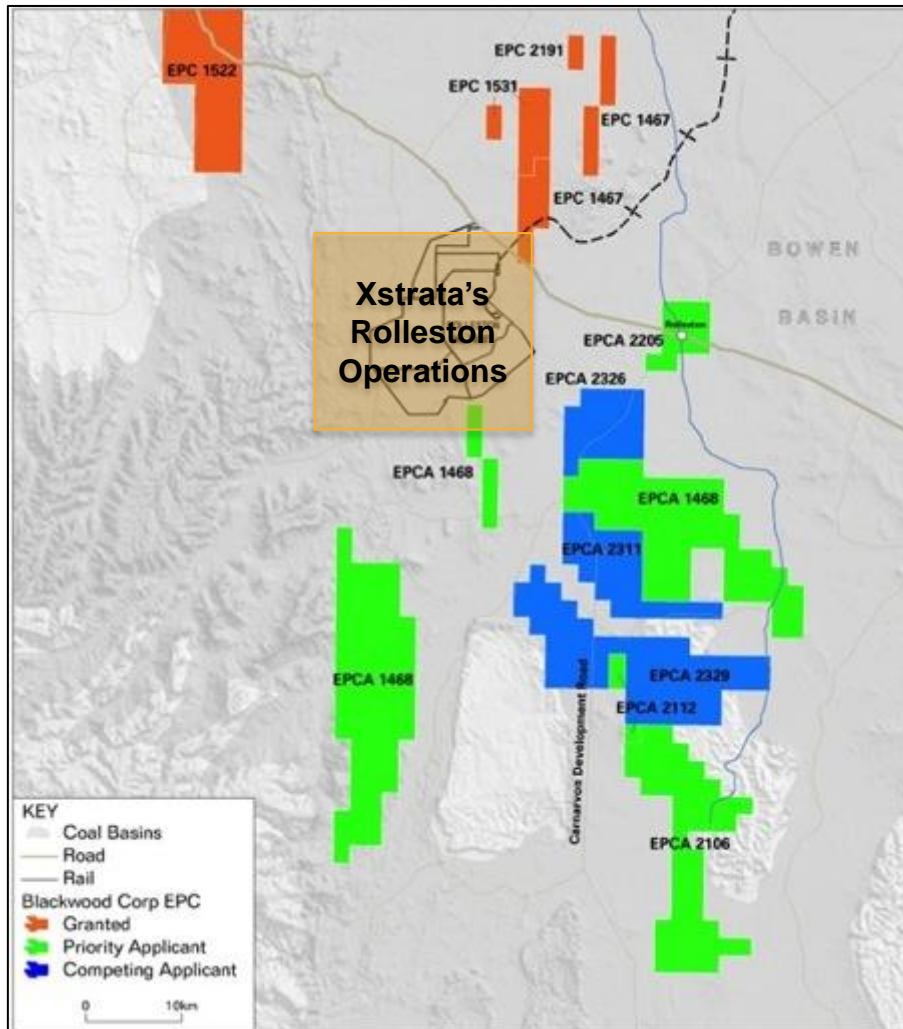 EPC 2191
EPC 1522
EPC 1531
EPC 1467
EPC 1467
BOWEN
BASIN
Xstrata's
Rolleston
Operations
Rolleston
EPCA 2205
EPCA 2326
EPCA 1468
EPCA 1468
EPCA 2311
EPCA 1468
EPCA 2329
EPCA 2112
Carnarvos Development Road
EPCA 2106
KEY
Coal Basins
Road
Rail
Blackwood Corp EPC
Granted
Priority Applicant
Competing Applicant
0 10km